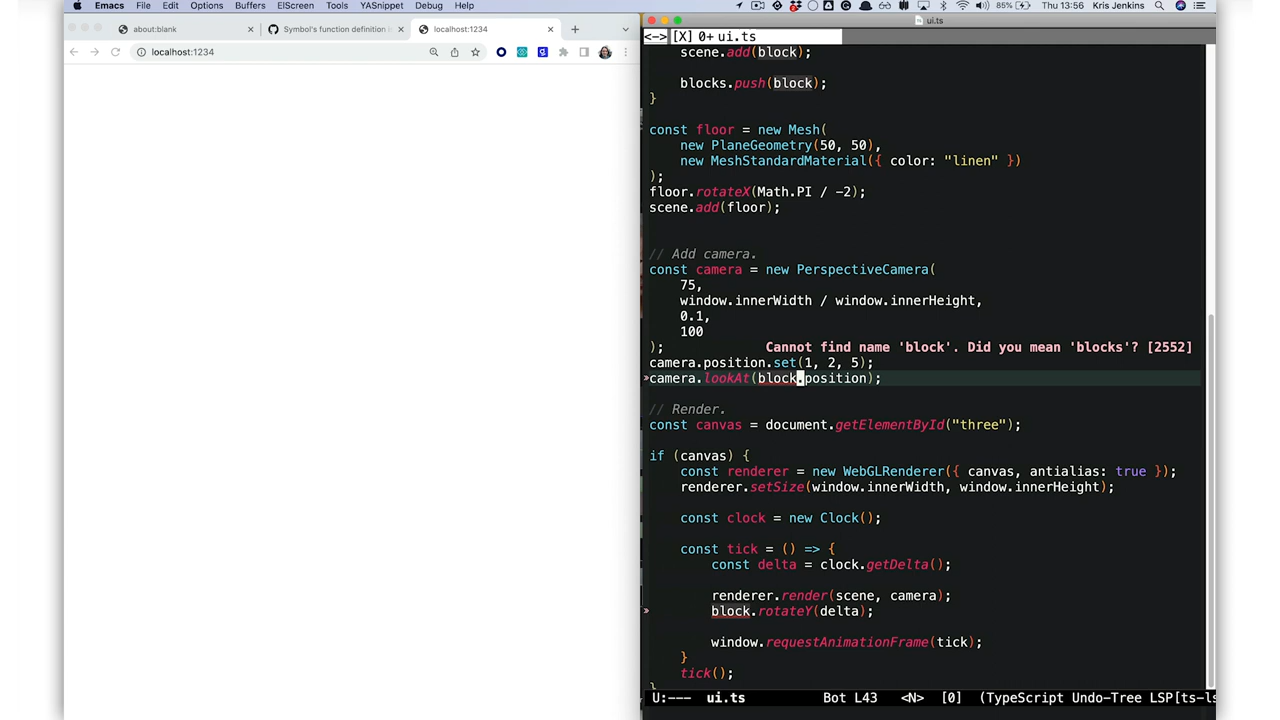 Emacs File Edit Options Buffers ElScreen Tools YASnippet Debug Help 85% Thu 13:56 Kris Jenkins
about:blank Symbol's function definition i localhost:1234
localhost:1234
ui.ts
<-> [X] 0+ ui.ts
scene.add(block);
blocks.push(block);
}
const floor = new Mesh(
new PlaneGeometry(50, 50),
new MeshStandardMaterial({ color: "linen" })
);
floor.rotateX(Math.PI / -2);
scene.add(floor);
// Add camera.
const camera = new PerspectiveCamera(
75,
window.innerWidth / window.innerHeight,
0.1,
100
); Cannot find name 'block'. Did you mean 'blocks'? [2552]
camera.position.set(1, 2, 5);
»camera.lookAt(block.position);
// Render.
const canvas = document.getElementById("three");
if (canvas) {
const renderer = new WebGLRenderer({ canvas, antialias: true });
renderer.setSize(window.innerWidth, window.innerHeight);
const clock = new Clock();
const tick = () => {
const delta = clock.getDelta();
renderer.render(scene, camera);
» block.rotateY(delta);
window.requestAnimationFrame(tick);
}
tick();
U:--- ui.ts Bot L43 <N> [0] (TypeScript Undo-Tree LSP[ts-ls